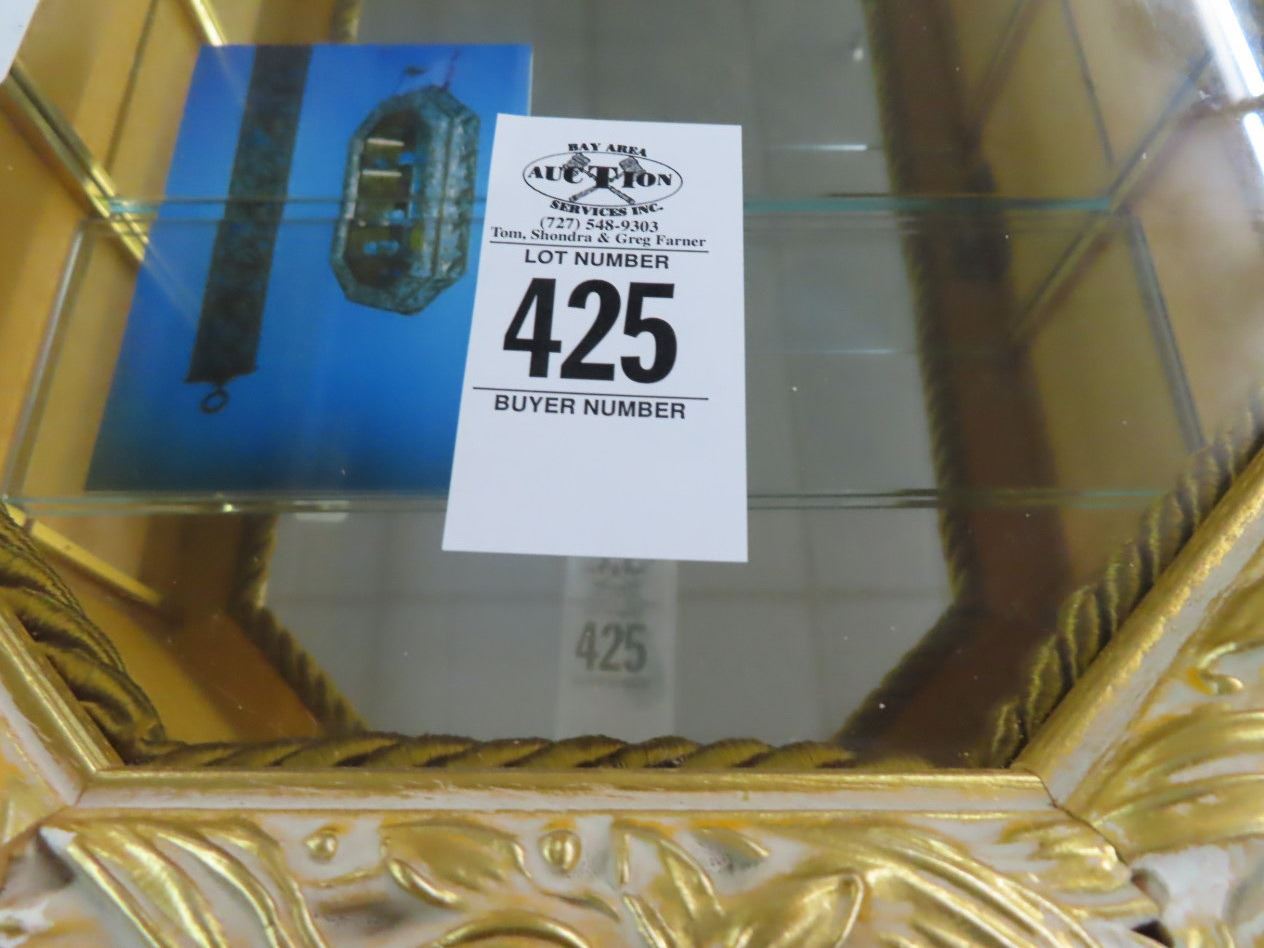 BAY AREA
AUCTION
SERVICES INC.
(727) 548-9303
Tom, Shondra & Greg Farner
LOT NUMBER
425
BUYER NUMBER
425